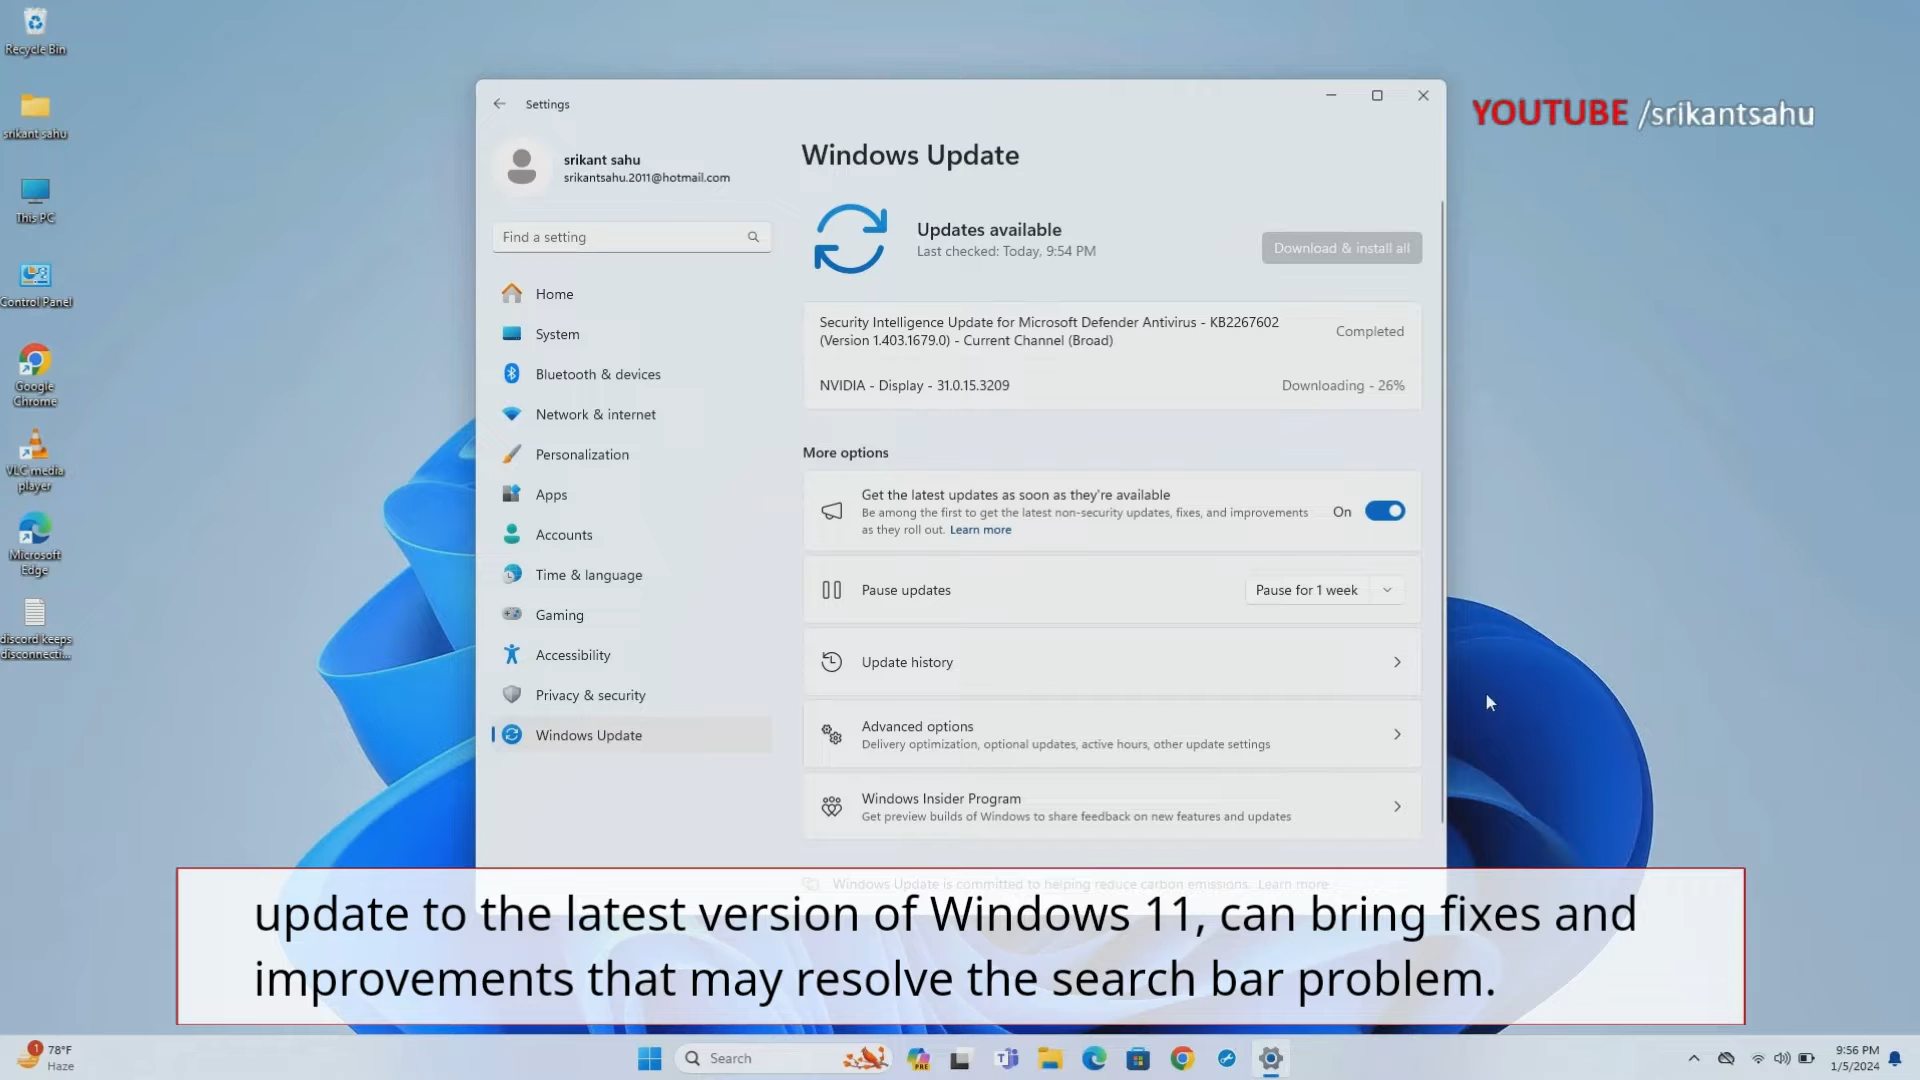 Recycle Bin
srikant sahu
This PC
Control Panel
Google
Chrome
VLC media
player
Microsoft
Edge
discord keeps
disconnecti...
Settings
srikant sahu
srikantsahu.2011@hotmail.com
Find a setting
Home
System
Bluetooth & devices
Network & internet
Personalization
Apps
Accounts
Time & language
Gaming
Accessibility
Privacy & security
Windows Update
Windows Update
Updates available
Last checked: Today, 9:54 PM
Download & install all
Security Intelligence Update for Microsoft Defender Antivirus - KB2267602
(Version 1.403.1679.0) - Current Channel (Broad)
Completed
NVIDIA - Display - 31.0.15.3209
Downloading - 26%
More options
Get the latest updates as soon as they're available
Be among the first to get the latest non-security updates, fixes, and improvements
as they roll out. Learn more
On
Pause updates
Pause for 1 week
Update history
Advanced options
Delivery optimization, optional updates, active hours, other update settings
Windows Insider Program
Get preview builds of Windows to share feedback on new features and updates
Windows Update is committed to helping reduce carbon emissions. Learn more
YOUTUBE /srikantsahu
update to the latest version of Windows 11, can bring fixes and
improvements that may resolve the search bar problem.
1
78°F
Haze
Search
PRE
9:56 PM
1/5/2024